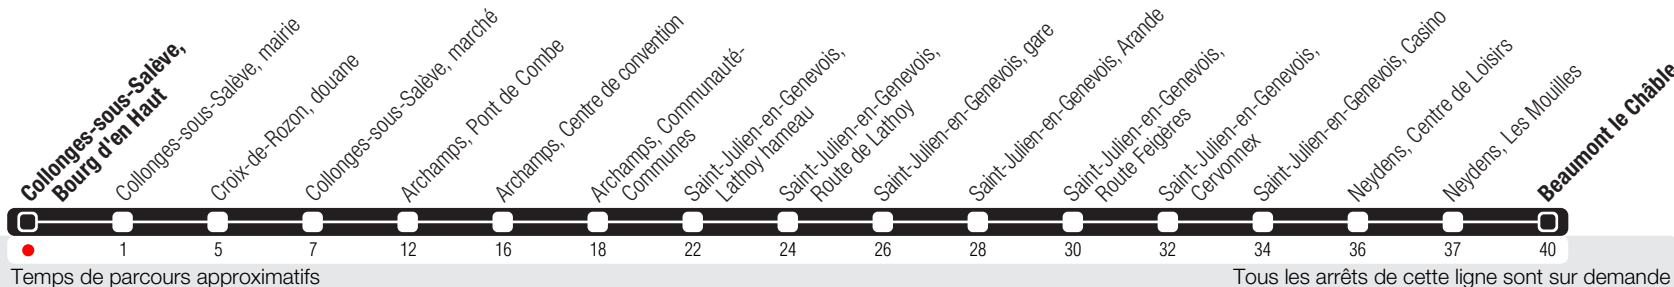 Collonges-sous-Salève,
Bourg d'en Haut
Collonges-sous-Salève, mairie
Croix-de-Rozon, douane
Collonges-sous-Salève, marché
Archamps, Pont de Combe
Archamps, Centre de convention
Archamps, Communauté-
Communes
Saint-Julien-en-Genevois,
Lathoy hameau
Saint-Julien-en-Genevois,
Route de Lathoy
Saint-Julien-en-Genevois, gare
Saint-Julien-en-Genevois, Arande
Saint-Julien-en-Genevois,
Route Feigères
Saint-Julien-en-Genevois,
Cervonnex
Saint-Julien-en-Genevois, Casino
Neydens, Centre de Loisirs
Neydens, Les Mouilles
Beaumont le Châble
1 5 7 12 16 18 22 24 26 28 30 32 34 36 37 40
Temps de parcours approximatifs
Tous les arrêts de cette ligne sont sur demande